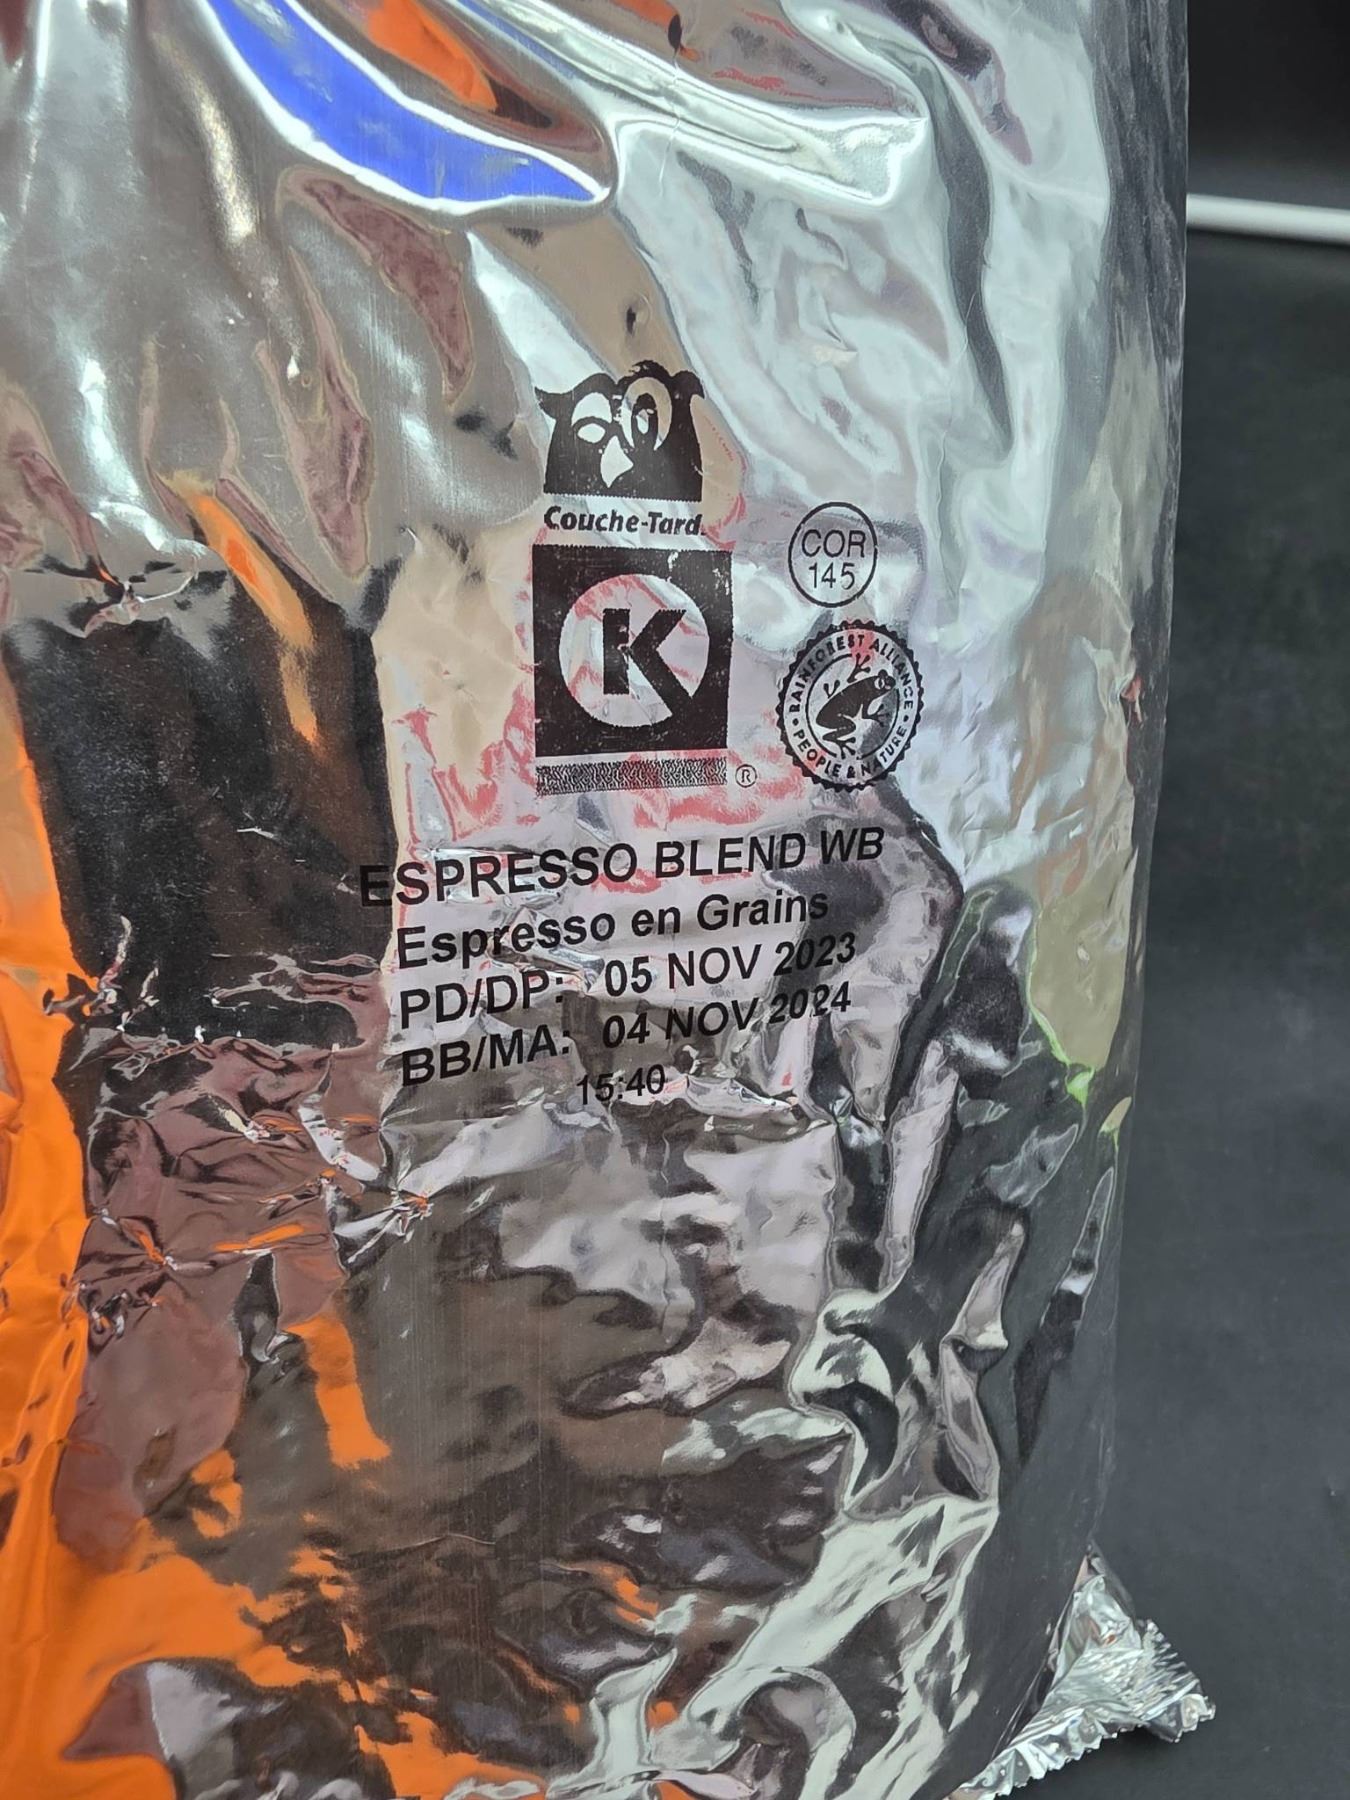 Couche-Tard.
K
®
COR
145
RAINFOREST ALLIANCE
PEOPLE & NATURE
ESPRESSO BLEND WB
Espresso en Grains
PD/DP: 05 NOV 2023
BB/MA: 04 NOV 2024
15:40